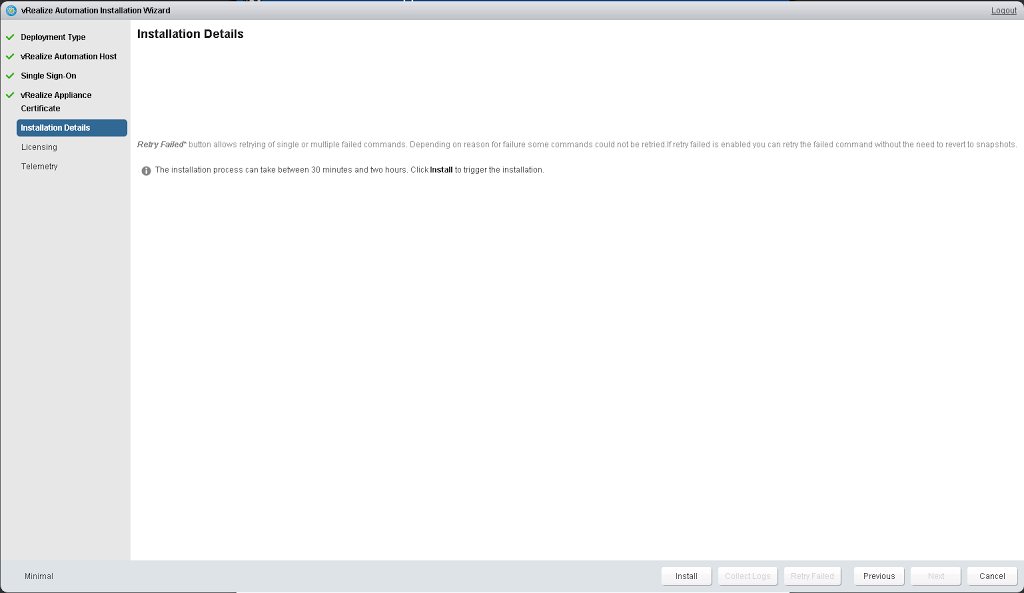 vRealize Automation Installation Wizard
Logout
Deployment Type
vRealize Automation Host
Single Sign-On
vRealize Appliance
Certificate
Installation Details
Licensing
Telemetry
Installation Details
Retry Failed* button allows retrying of single or multiple failed commands. Depending on reason for failure some commands could not be retried.If retry failed is enabled you can retry the failed command without the need to revert to snapshots.
The installation process can take between 30 minutes and two hours. Click Install to trigger the installation.
Minimal
Install
Collect Logs
Retry Failed
Previous
Next
Cancel